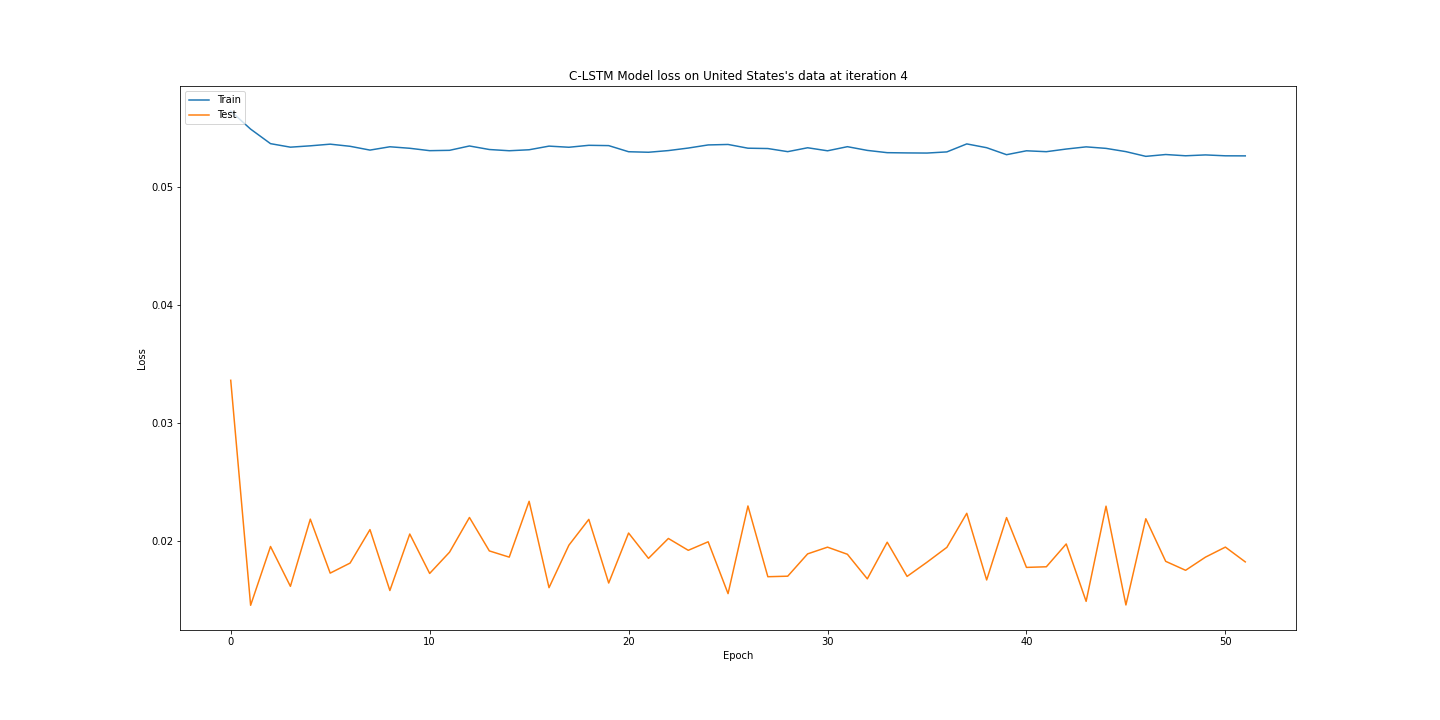 C-LSTM Model loss on United States's data at iteration 4
Train
Test
0.05
0.04
0.03
0.02
Loss
0 10 20 30 40 50
Epoch